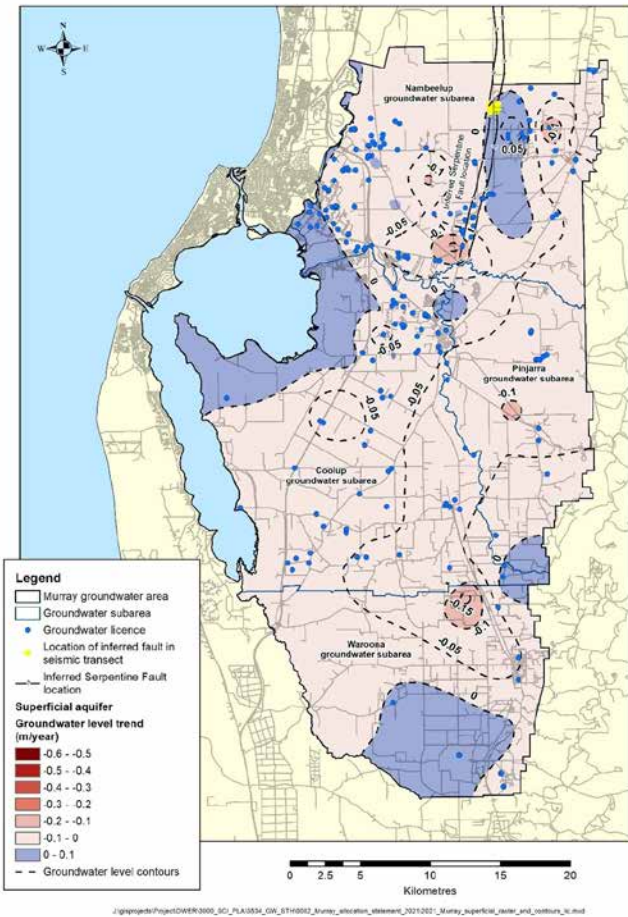 N
W E
S
Nambeelup
groundwater subarea
0
0.05
-0.1
Inferred Serpentine
Fault location
-0.05
-0.1
0
0
-0.05
-0.05
Pinjarra
groundwater subarea
-0.1
-0.05
Coolup
groundwater subarea
0
-0.15
-0.1
-0.05
Waroona
groundwater subarea
0
Legend
Murray groundwater area
Groundwater subarea
Groundwater licence
Location of inferred fault in
seismic transect
Inferred Serpentine Fault
location
Superficial aquifer
Groundwater level trend
(m/year)
-0.6 - -0.5
-0.5 - -0.4
-0.4 - -0.3
-0.3 - -0.2
-0.2 - -0.1
-0.1 - 0
0 - 0.1
Groundwater level contours
0 2.5 5 10 15 20
Kilometres